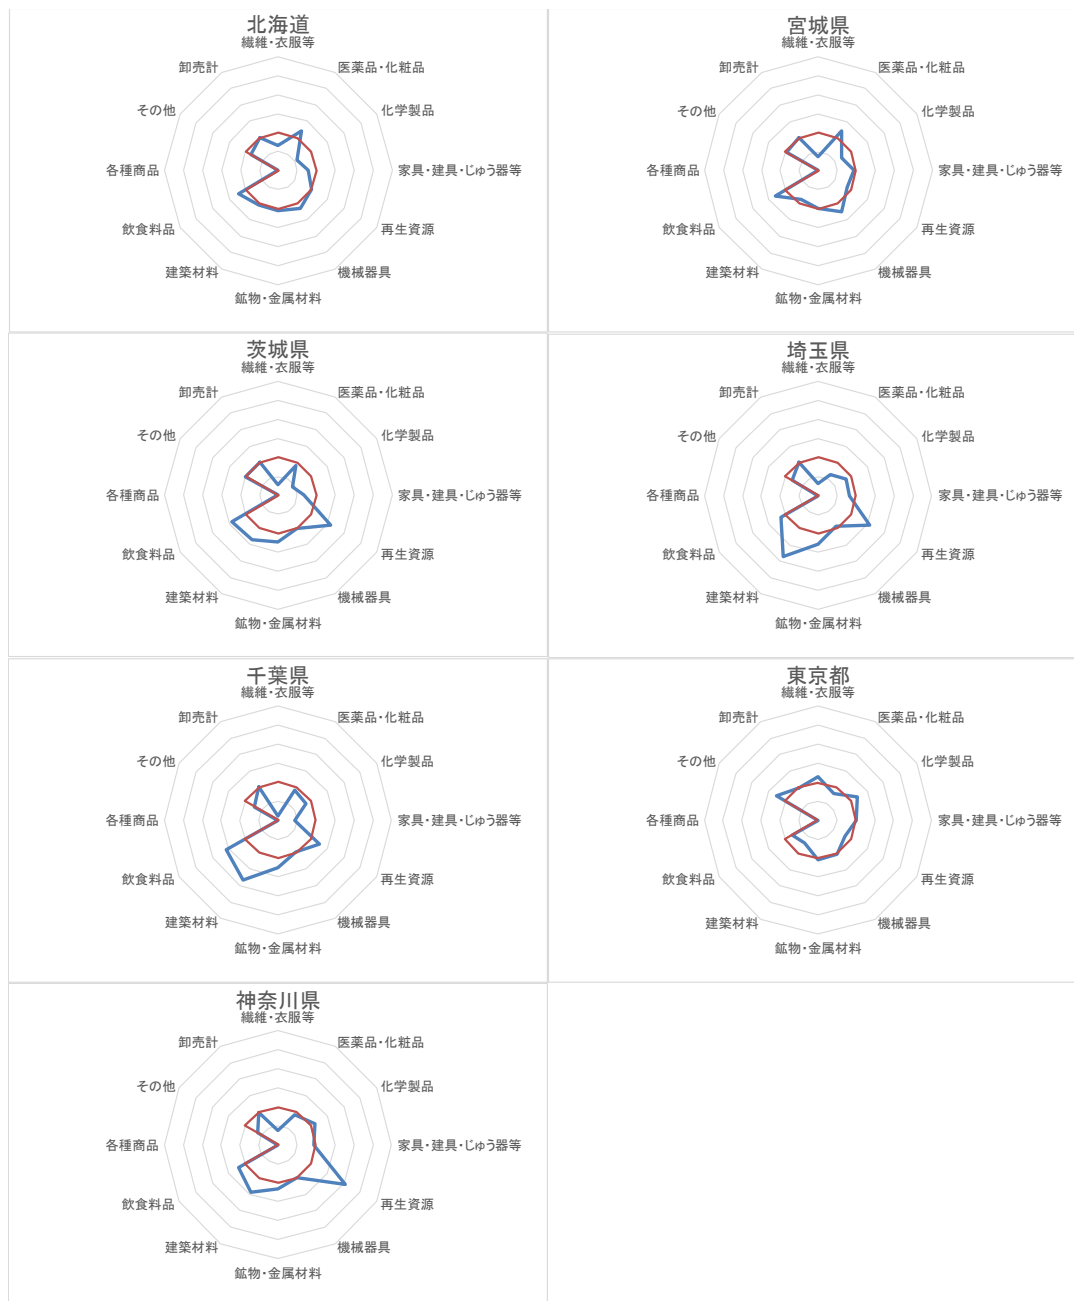 北海道
繊維・衣服等
卸売計
医薬品・化粧品
その他
化学製品
各種商品
家具・建具・じゅう器等
飲食料品
再生資源
建築材料
機械器具
鉱物・金属材料
宮城県
繊維・衣服等
卸売計
医薬品・化粧品
その他
化学製品
各種商品
家具・建具・じゅう器等
飲食料品
再生資源
建築材料
機械器具
鉱物・金属材料
茨城県
繊維・衣服等
卸売計
医薬品・化粧品
その他
化学製品
各種商品
家具・建具・じゅう器等
飲食料品
再生資源
建築材料
機械器具
鉱物・金属材料
埼玉県
繊維・衣服等
卸売計
医薬品・化粧品
その他
化学製品
各種商品
家具・建具・じゅう器等
飲食料品
再生資源
建築材料
機械器具
鉱物・金属材料
千葉県
繊維・衣服等
卸売計
医薬品・化粧品
その他
化学製品
各種商品
家具・建具・じゅう器等
飲食料品
再生資源
建築材料
機械器具
鉱物・金属材料
東京都
繊維・衣服等
卸売計
医薬品・化粧品
その他
化学製品
各種商品
家具・建具・じゅう器等
飲食料品
再生資源
建築材料
機械器具
鉱物・金属材料
神奈川県
繊維・衣服等
卸売計
医薬品・化粧品
その他
化学製品
各種商品
家具・建具・じゅう器等
飲食料品
再生資源
建築材料
機械器具
鉱物・金属材料